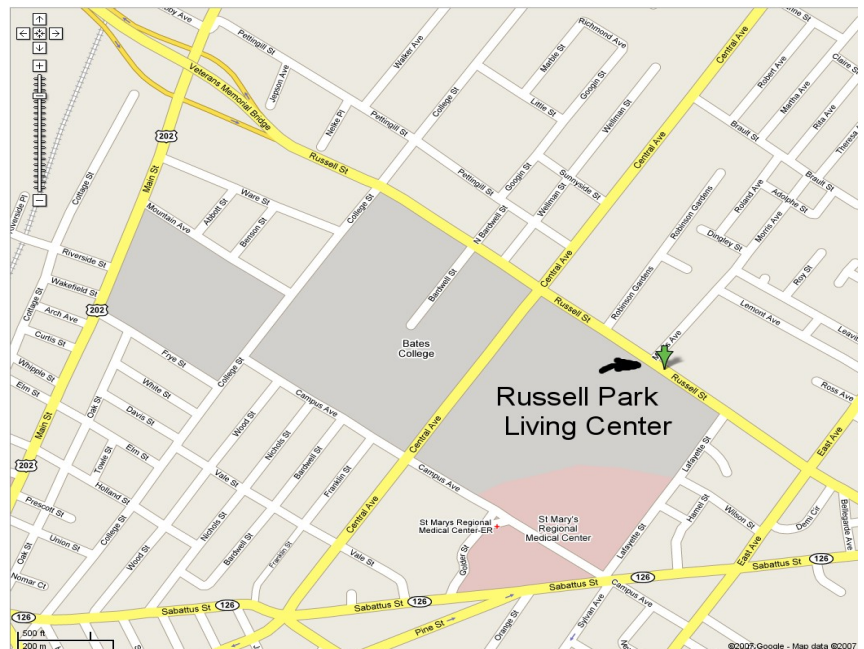 Pettingill St
Richmond Ave
Walker Ave
Marble St
Central Ave
Robert Ave
Martha Ave
Rita Ave
Jepson Ave
College St
Googin St
Veterans Memorial
Bridge
Nelke Pl
Pettingill St
Little St
Wellman St
Brault St
202
Main St
Russell St
Central Ave
Cottage St
Pettingill St
Googin St
Sunnyside St
Brault St
Adolphe St
Roland Ave
Ware St
Abbott St
Benson St
College St
Wellman St
Robinson Gardens
Morris Ave
Mountain Ave
N Bardwell St
Dingley St
Riverside St
Roy St
Wakefield St
Bardwell St
Central Ave
Robinson Gardens
Cottage St
202
Arch Ave
Russell St
Lemont Ave
Curtis St
Frye St
Bates
College
Whipple St
College St
Russell St
Ross Ave
White St
Russell Park
Living Center
Elm St
Oak St
Davis St
Campus Ave
Main St
Wood St
Nichols St
Central Ave
East Ave
Elm St
Bardwell St
Lafayette St
202
Towle St
Vale St
Franklin St
Campus Ave
Holland St
Central Ave
Hamel St
Prescott St
Nichols St
St Marys Regional
Medical Center-ER
St Mary's
Regional
Medical Center
Wilson St
Demi Cir
Bellegarde Ave
Union St
Bardwell St
Lafayette St
Oak St
Wood St
Franklin St
Vale St
East Ave
Nomar Ct
Sabattus St
126
Sabattus St
126
Campus Ave
126
Sabattus St
126
Pine St
Orange St
Sylvan Ave
500 ft
200 m
©2007 Google - Map data ©2007